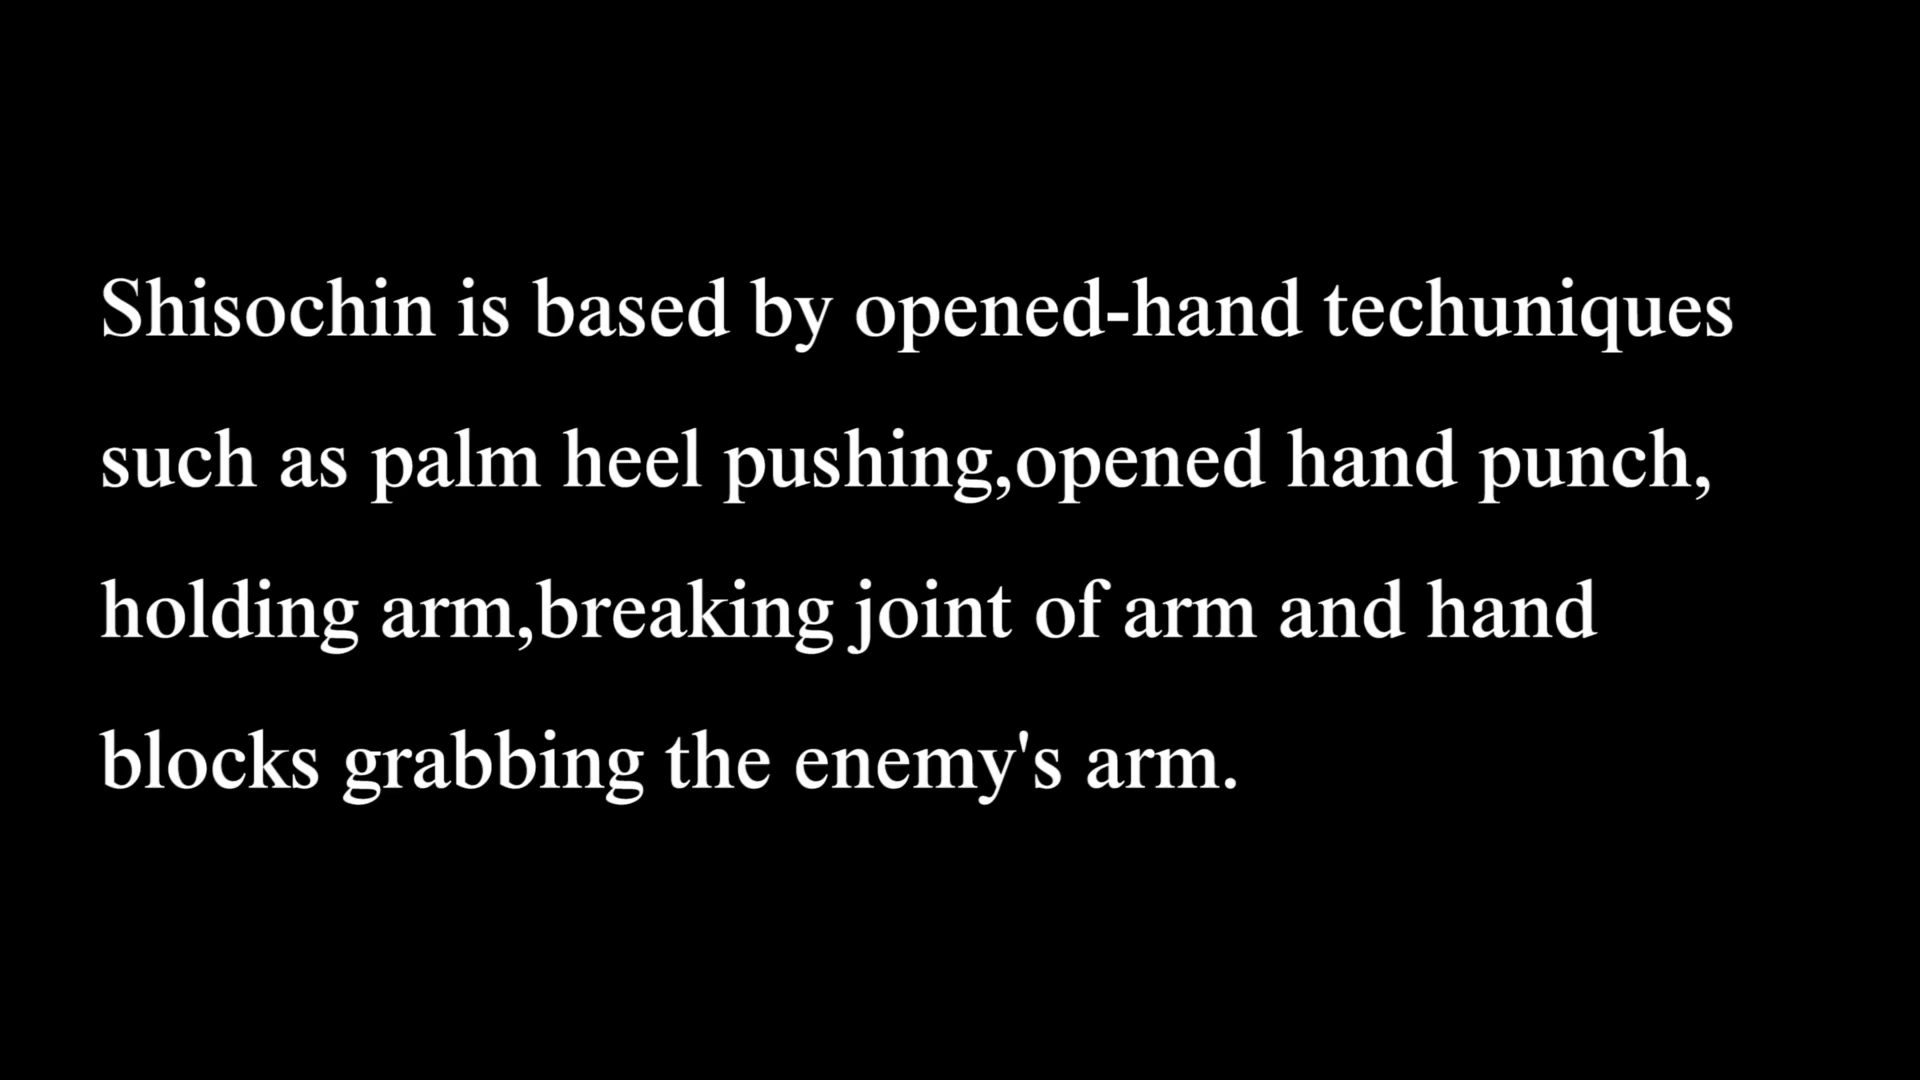 Shisochin is based by opened-hand techuniques
such as palm heel pushing,opened hand punch,
holding arm,breaking joint of arm and hand
blocks grabbing the enemy's arm.